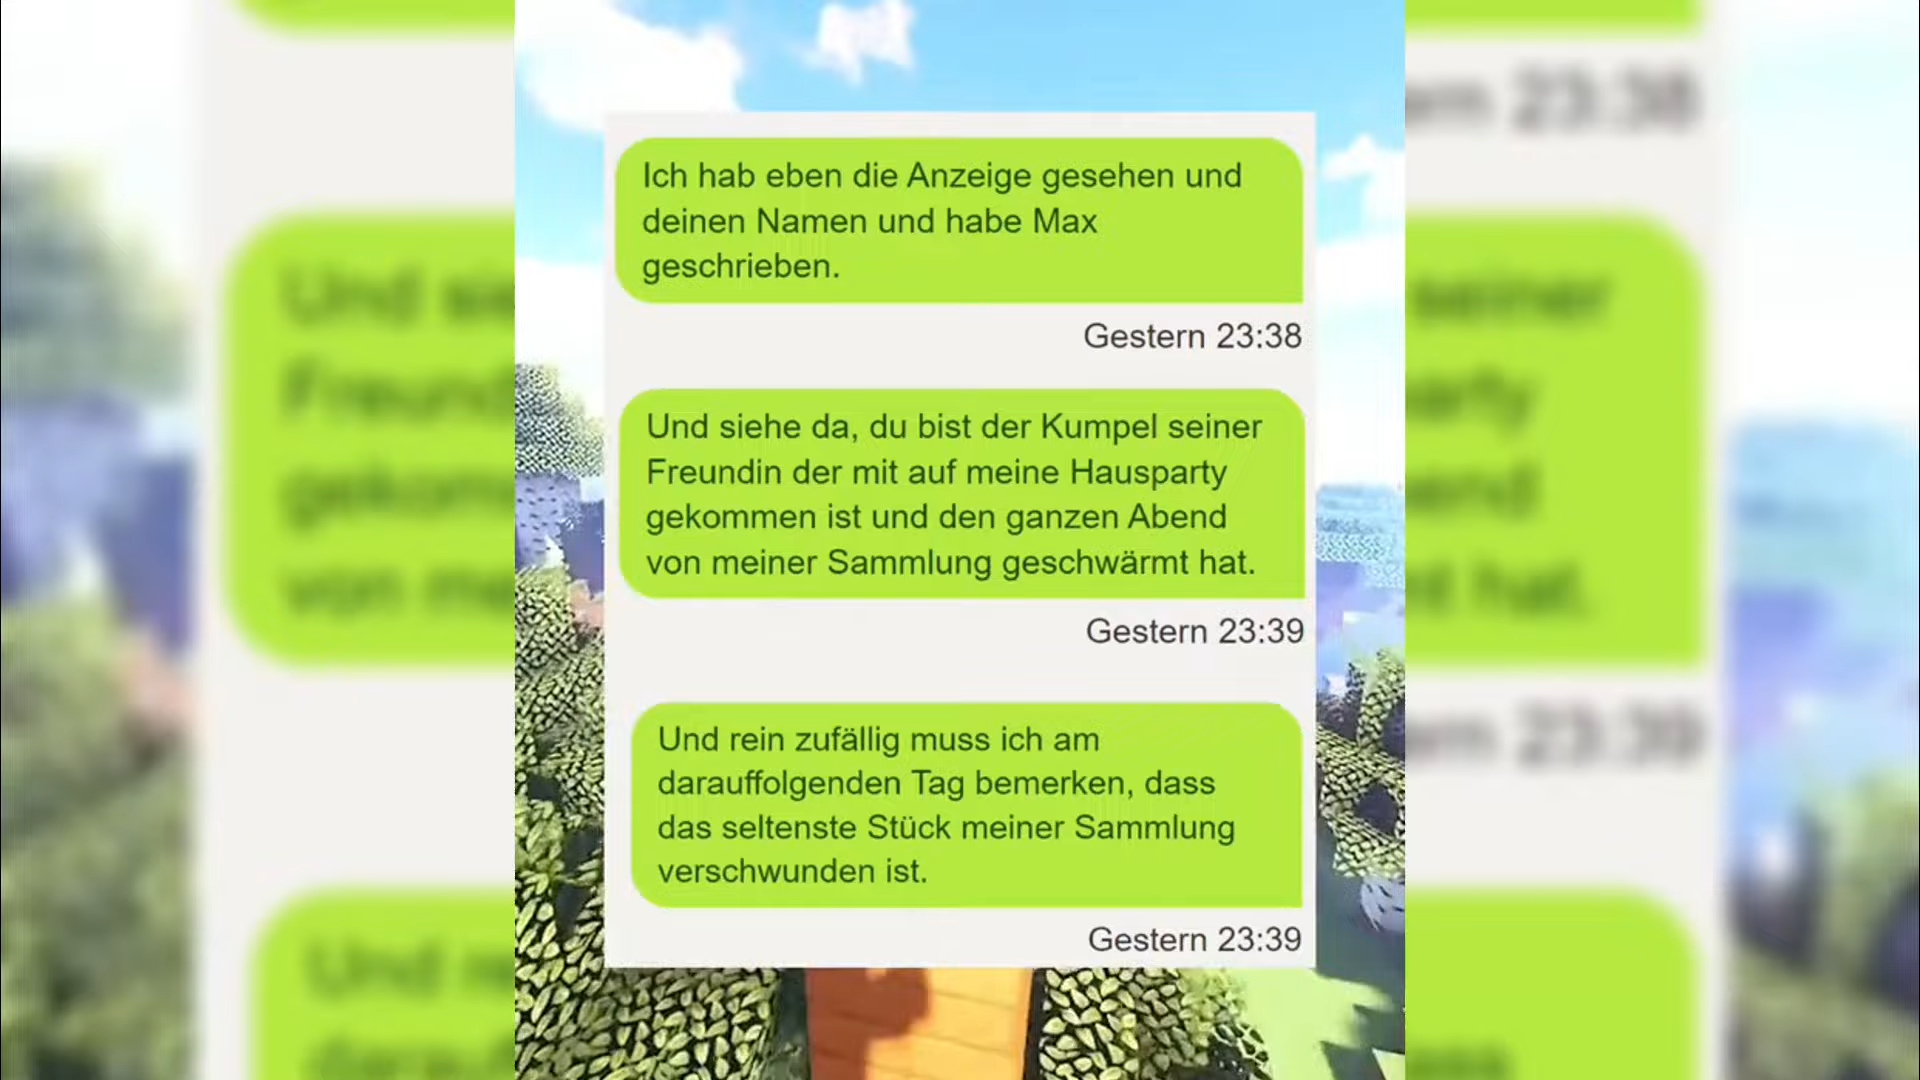 Ich hab eben die Anzeige gesehen und
deinen Namen und habe Max
geschrieben.
Gestern 23:38
Und siehe da, du bist der Kumpel seiner
Freundin der mit auf meine Hausparty
gekommen ist und den ganzen Abend
von meiner Sammlung geschwärmt hat.
Gestern 23:39
Und rein zufällig muss ich am
darauffolgenden Tag bemerken, dass
das seltenste Stück meiner Sammlung
verschwunden ist.
Gestern 23:39